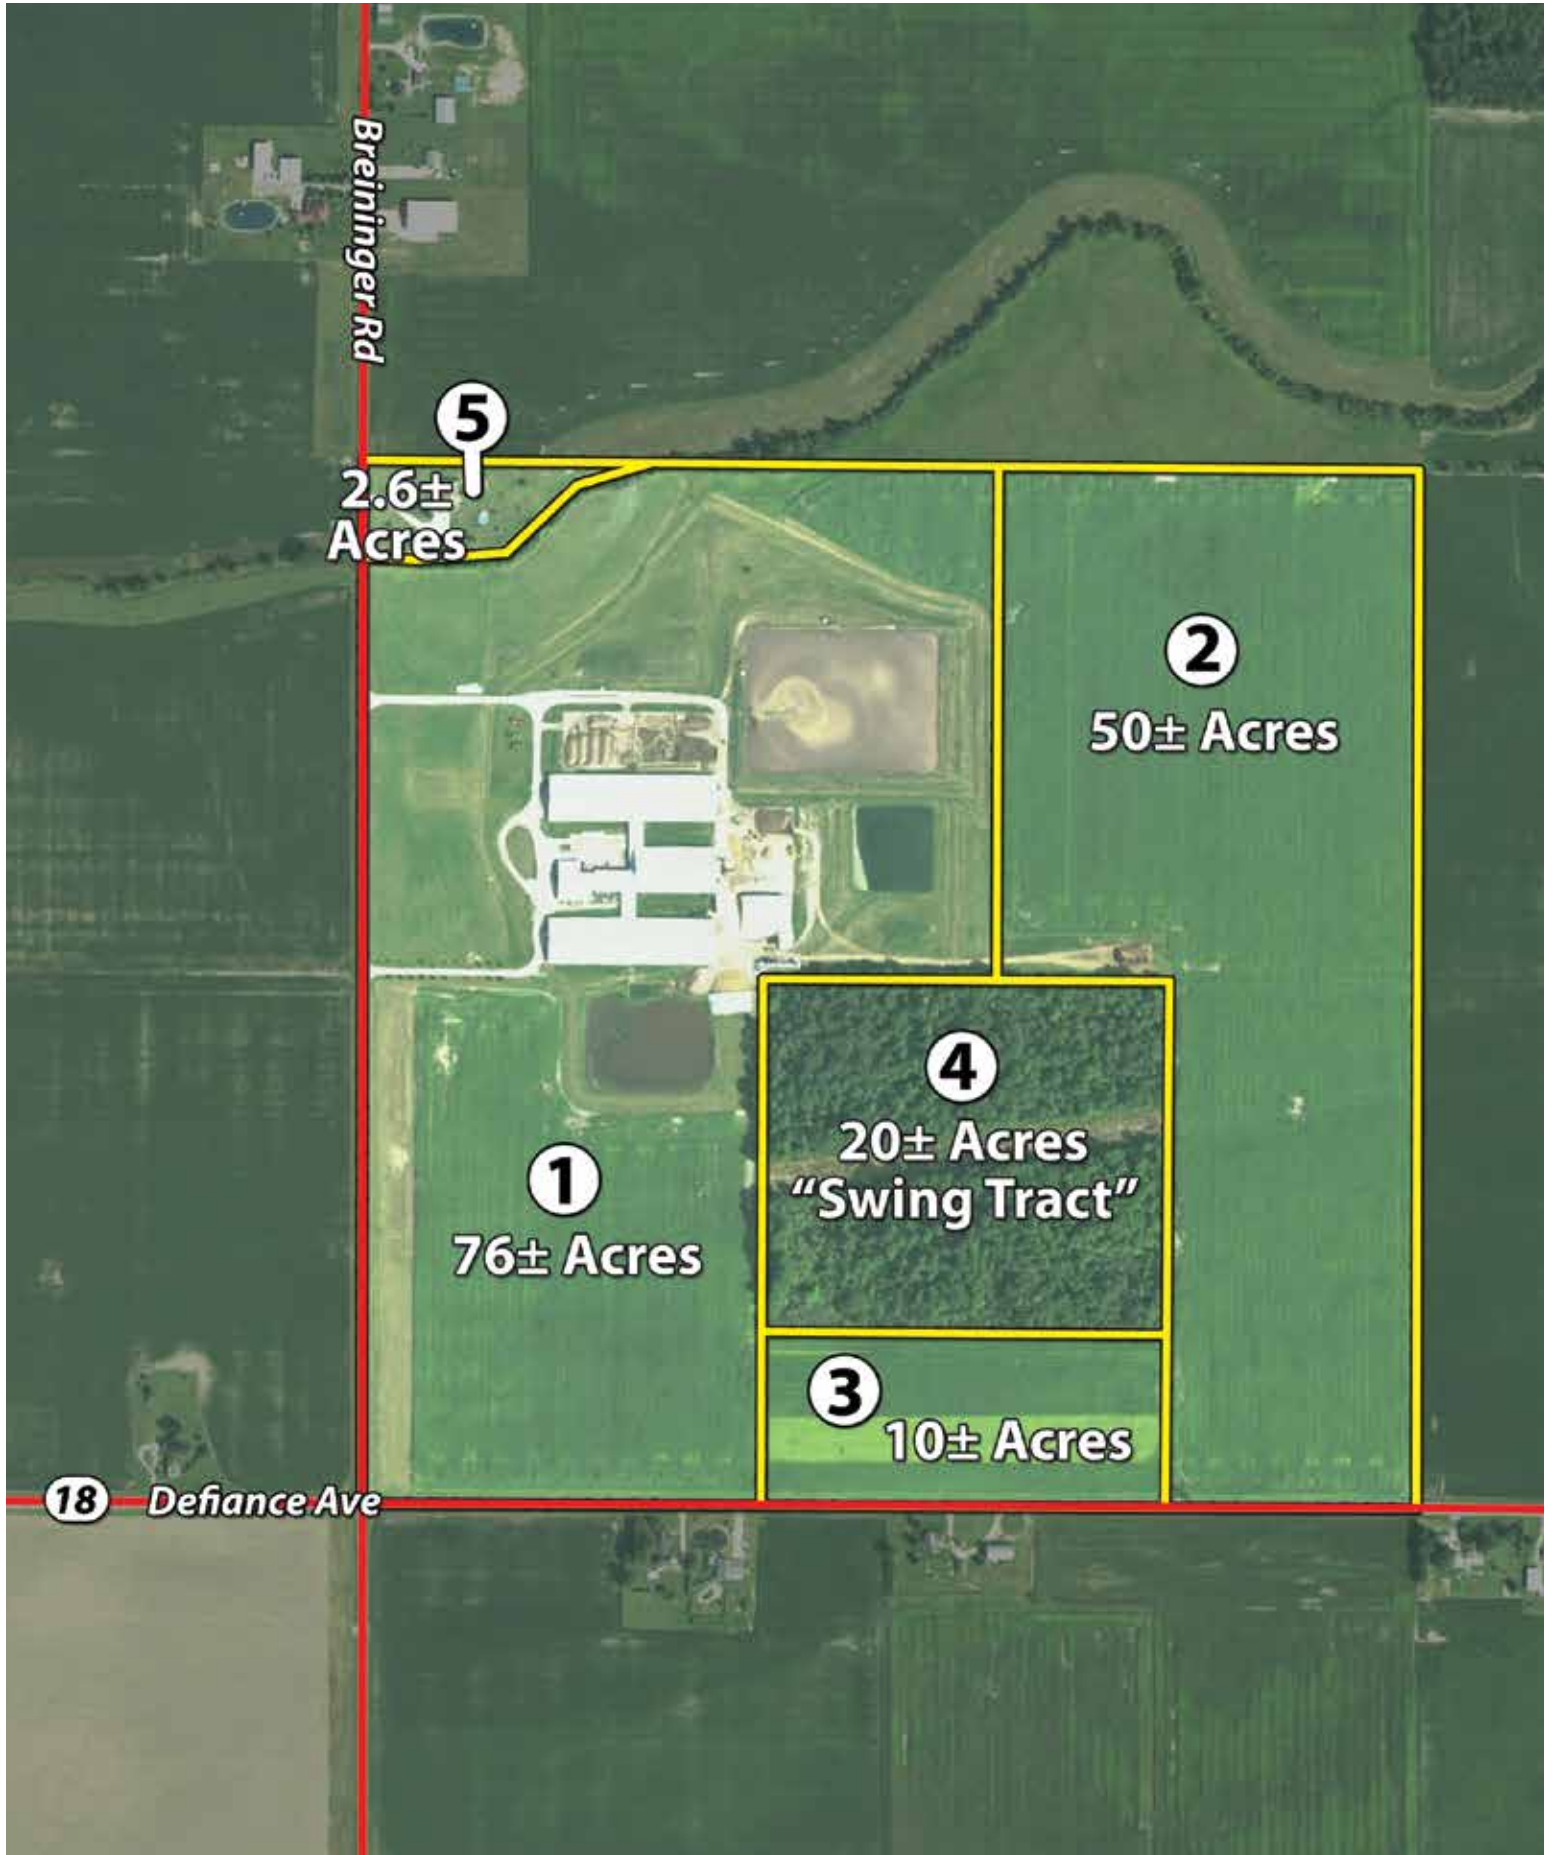 Breininger Rd
5
2.6±
Acres
2
50± Acres
4
20± Acres
“Swing Tract”
1
76± Acres
3
10± Acres
18 Defiance Ave